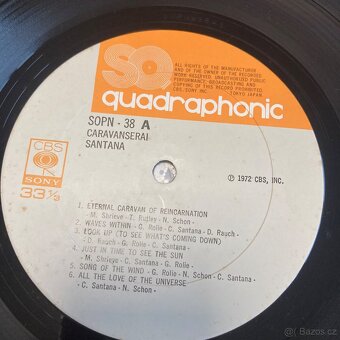 SQ
ALL RIGHTS OF THE MANUFACTURER
AND OF THE OWNER OF THE RECORDED
WORK RESERVED. UNAUTHORIZED PUBLIC
PERFORMANCE, BROADCASTING AND
COPYING OF THIS RECORD PROHIBITED.
CBS/SONY INC. TOKYO JAPAN
quadraphonic
SOPN - 38 A
CARAVANSERAI
SANTANA
CBS
SONY
33 1/3
℗ 1972 CBS, INC.
1. ETERNAL CARAVAN OF REINCARNATION
- M. Shrieve - T. Rutley - N. Schon -
2. WAVES WITHIN - G. Rolie - C. Santana - D. Rauch -
3. LOOK UP (TO SEE WHAT'S COMING DOWN)
- D. Rauch - G. Rolie - C. Santana -
4. JUST IN TIME TO SEE THE SUN
- M. Shrieve - C. Santana - G. Rolie -
5. SONG OF THE WIND - G. Rolie - N. Schon - C. Santana -
6. ALL THE LOVE OF THE UNIVERSE
- C. Santana - N. Schon -
bazos.cz